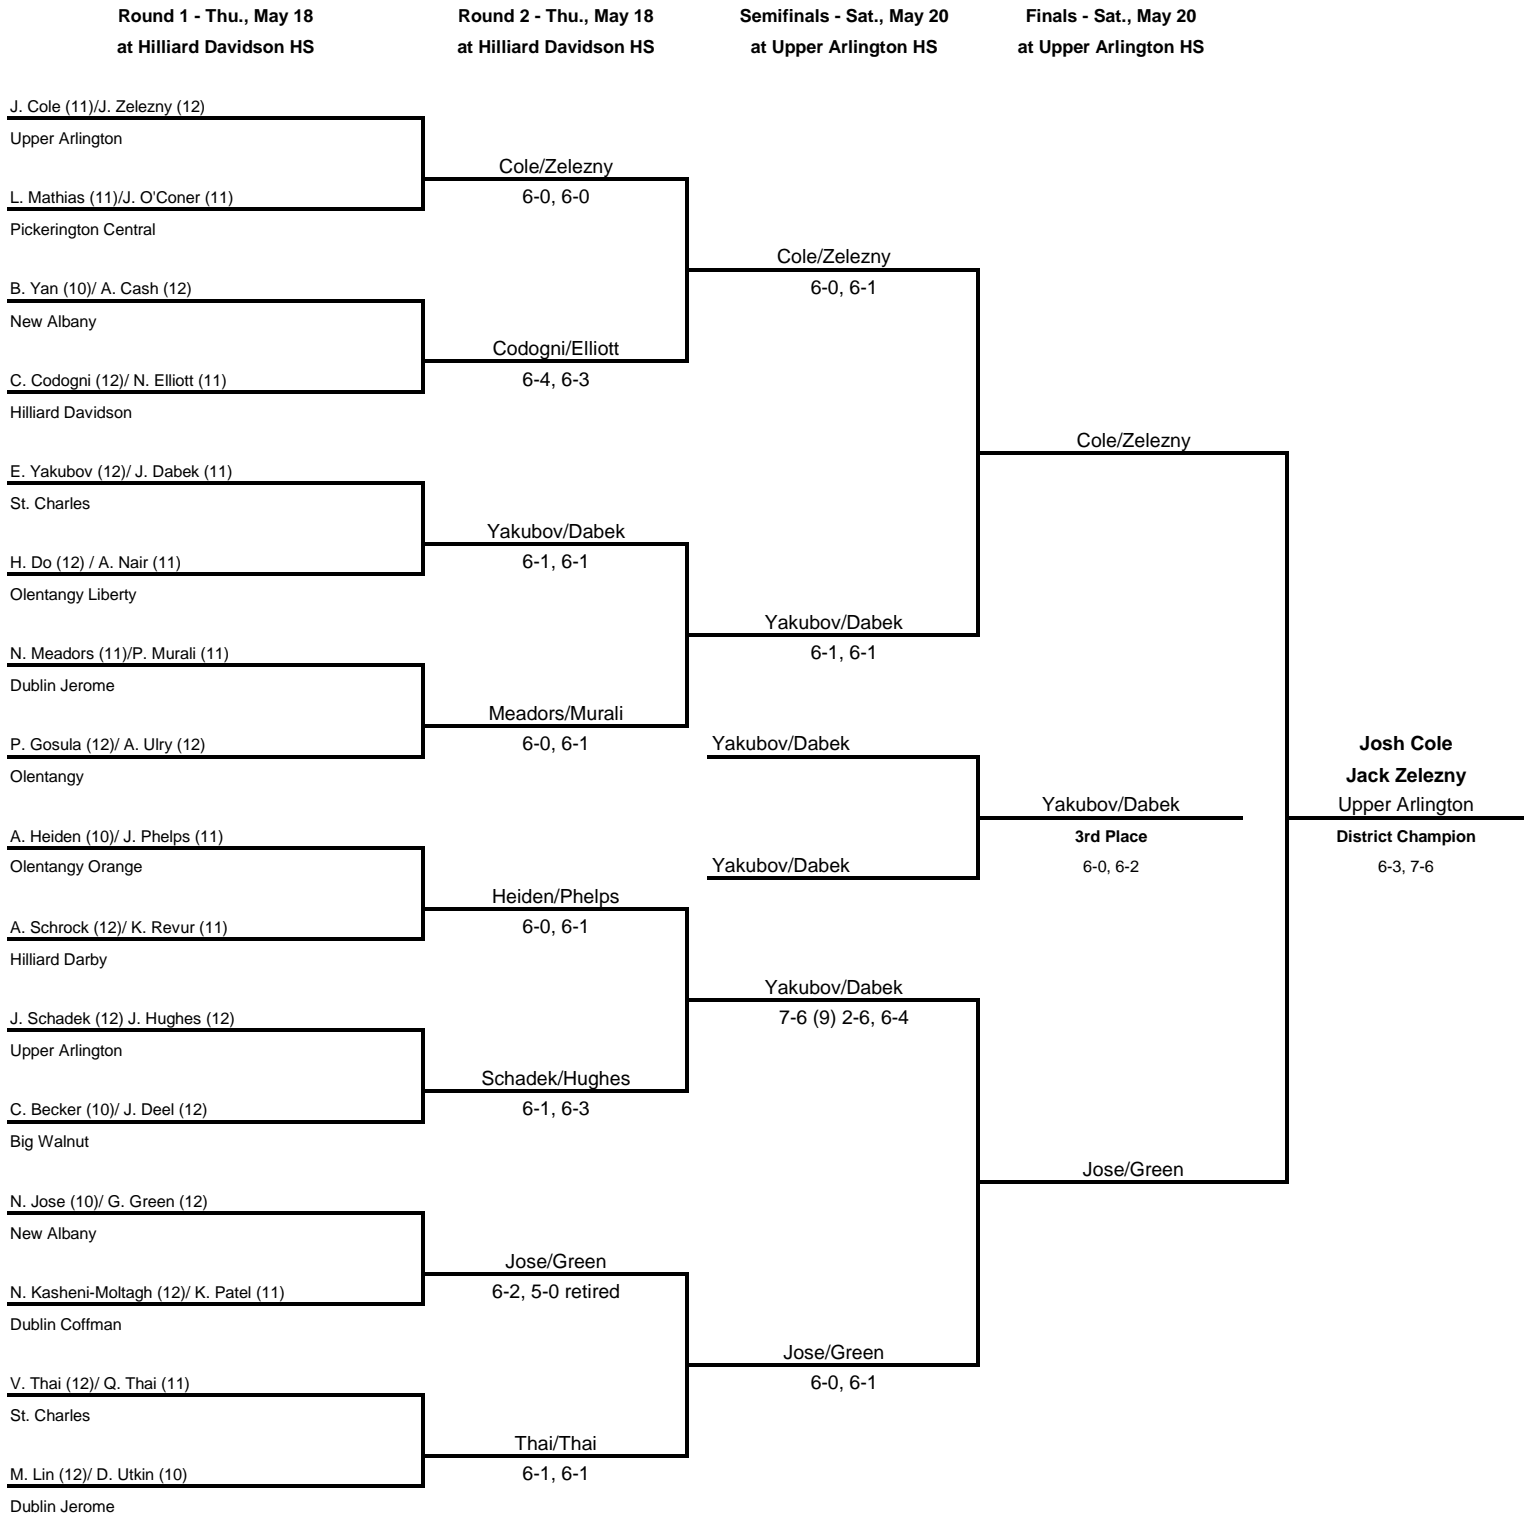 Round 1 - Thu., May 18
at Hilliard Davidson HS
Round 2 - Thu., May 18
at Hilliard Davidson HS
Semifinals - Sat., May 20
at Upper Arlington HS
Finals - Sat., May 20
at Upper Arlington HS
J. Cole (11)/J. Zelezny (12)
Upper Arlington
L. Mathias (11)/J. O'Coner (11)
Pickerington Central
B. Yan (10)/ A. Cash (12)
New Albany
C. Codogni (12)/ N. Elliott (11)
Hilliard Davidson
E. Yakubov (12)/ J. Dabek (11)
St. Charles
H. Do (12) / A. Nair (11)
Olentangy Liberty
N. Meadors (11)/P. Murali (11)
Dublin Jerome
P. Gosula (12)/ A. Ulry (12)
Olentangy
A. Heiden (10)/ J. Phelps (11)
Olentangy Orange
A. Schrock (12)/ K. Revur (11)
Hilliard Darby
J. Schadek (12) J. Hughes (12)
Upper Arlington
C. Becker (10)/ J. Deel (12)
Big Walnut
N. Jose (10)/ G. Green (12)
New Albany
N. Kasheni-Moltagh (12)/ K. Patel (11)
Dublin Coffman
V. Thai (12)/ Q. Thai (11)
St. Charles
M. Lin (12)/ D. Utkin (10)
Dublin Jerome
Cole/Zelezny
6-0, 6-0
Codogni/Elliott
6-4, 6-3
Yakubov/Dabek
6-1, 6-1
Meadors/Murali
6-0, 6-1
Heiden/Phelps
6-0, 6-1
Schadek/Hughes
6-1, 6-3
Jose/Green
6-2, 5-0 retired
Thai/Thai
6-1, 6-1
Cole/Zelezny
6-0, 6-1
Yakubov/Dabek
6-1, 6-1
Yakubov/Dabek
Yakubov/Dabek
Yakubov/Dabek
7-6 (9) 2-6, 6-4
Jose/Green
6-0, 6-1
Cole/Zelezny
Yakubov/Dabek
3rd Place
6-0, 6-2
Jose/Green
Josh Cole
Jack Zelezny
Upper Arlington
District Champion
6-3, 7-6